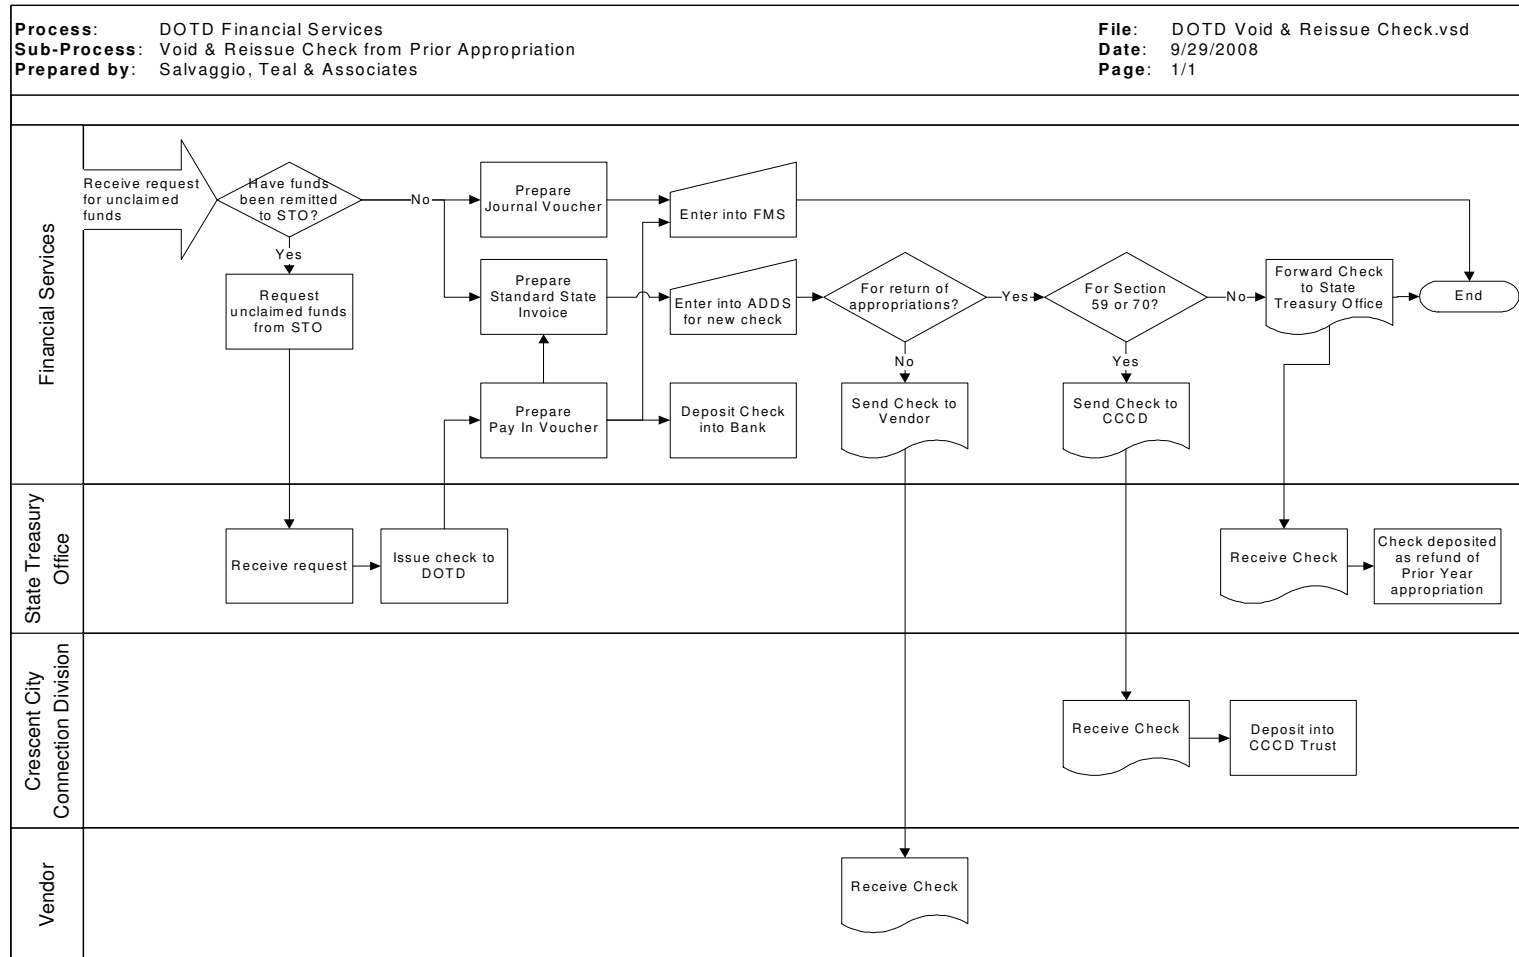 Process: DOTD Financial Services
Sub-Process: Void & Reissue Check from Prior Appropriation
Prepared by: Salvaggio, Teal & Associates
File: DOTD Void & Reissue Check.vsd
Date: 9/29/2008
Page: 1/1
Financial Services
Receive request
for unclaimed
funds
Have funds
been remitted
to STO?
No
Yes
Prepare
Journal Voucher
Enter into FMS
Request
unclaimed funds
from STO
Prepare
Standard State
Invoice
Enter into ADDS
for new check
For return of
appropriations?
Yes
No
For Section
59 or 70?
No
Yes
Forward Check
to State
Treasury Office
End
Prepare
Pay In Voucher
Deposit Check
into Bank
Send Check to
Vendor
Send Check to
CCCD
State Treasury
Office
Receive request
Issue check to
DOTD
Receive Check
Check deposited
as refund of
Prior Year
appropriation
Crescent City
Connection Division
Receive Check
Deposit into
CCCD Trust
Vendor
Receive Check